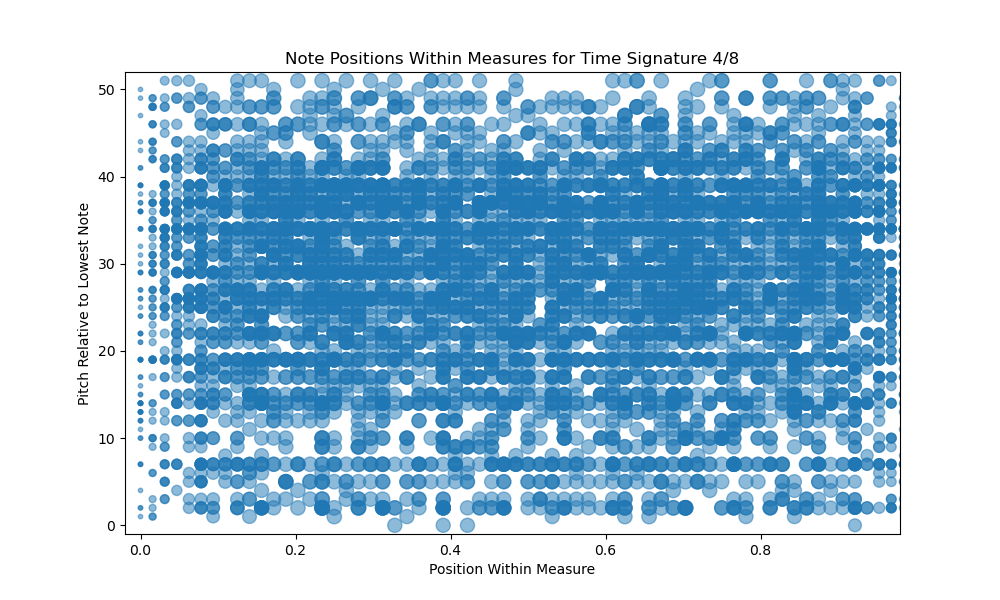 Note Positions Within Measures for Time Signature 4/8
50
40
30
20
10
0
Pitch Relative to Lowest Note
0.0 0.2 0.4 0.6 0.8
Position Within Measure